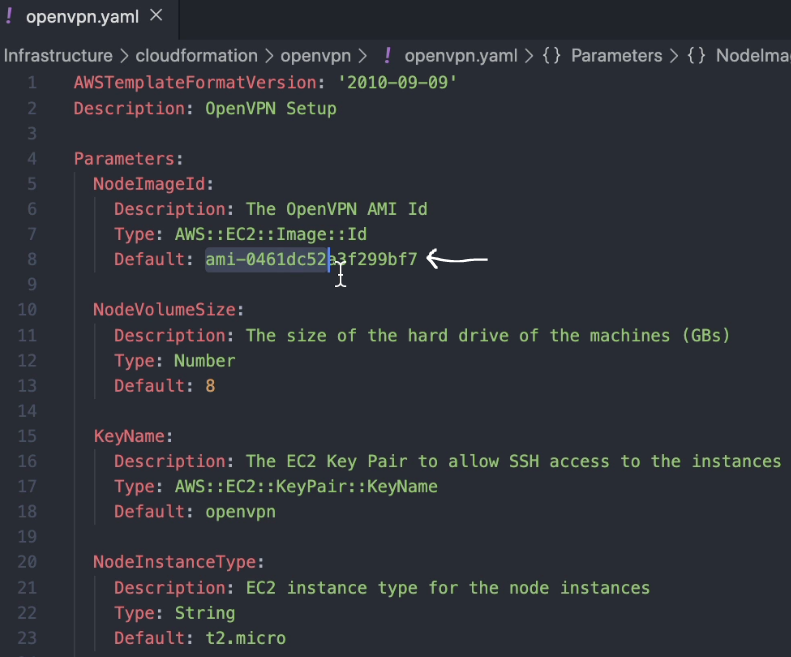 ! openvpn.yaml ×
Infrastructure > cloudformation > openvpn > ! openvpn.yaml > {} Parameters > {} NodeIma
1 AWSTemplateFormatVersion: '2010-09-09'
2 Description: OpenVPN Setup
3
4 Parameters:
5 NodeImageId:
6 Description: The OpenVPN AMI Id
7 Type: AWS::EC2::Image::Id
8 Default: ami-0461dc52a3f299bf7
9
10 NodeVolumeSize:
11 Description: The size of the hard drive of the machines (GBs)
12 Type: Number
13 Default: 8
14
15 KeyName:
16 Description: The EC2 Key Pair to allow SSH access to the instances
17 Type: AWS::EC2::KeyPair::KeyName
18 Default: openvpn
19
20 NodeInstanceType:
21 Description: EC2 instance type for the node instances
22 Type: String
23 Default: t2.micro